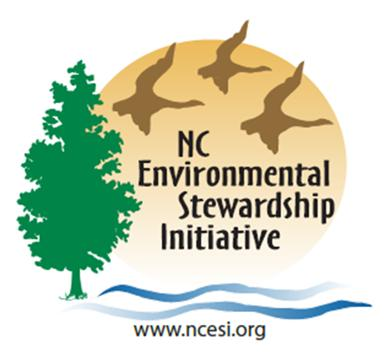 NC
Environmental
Stewardship
Initiative
www.ncesi.org